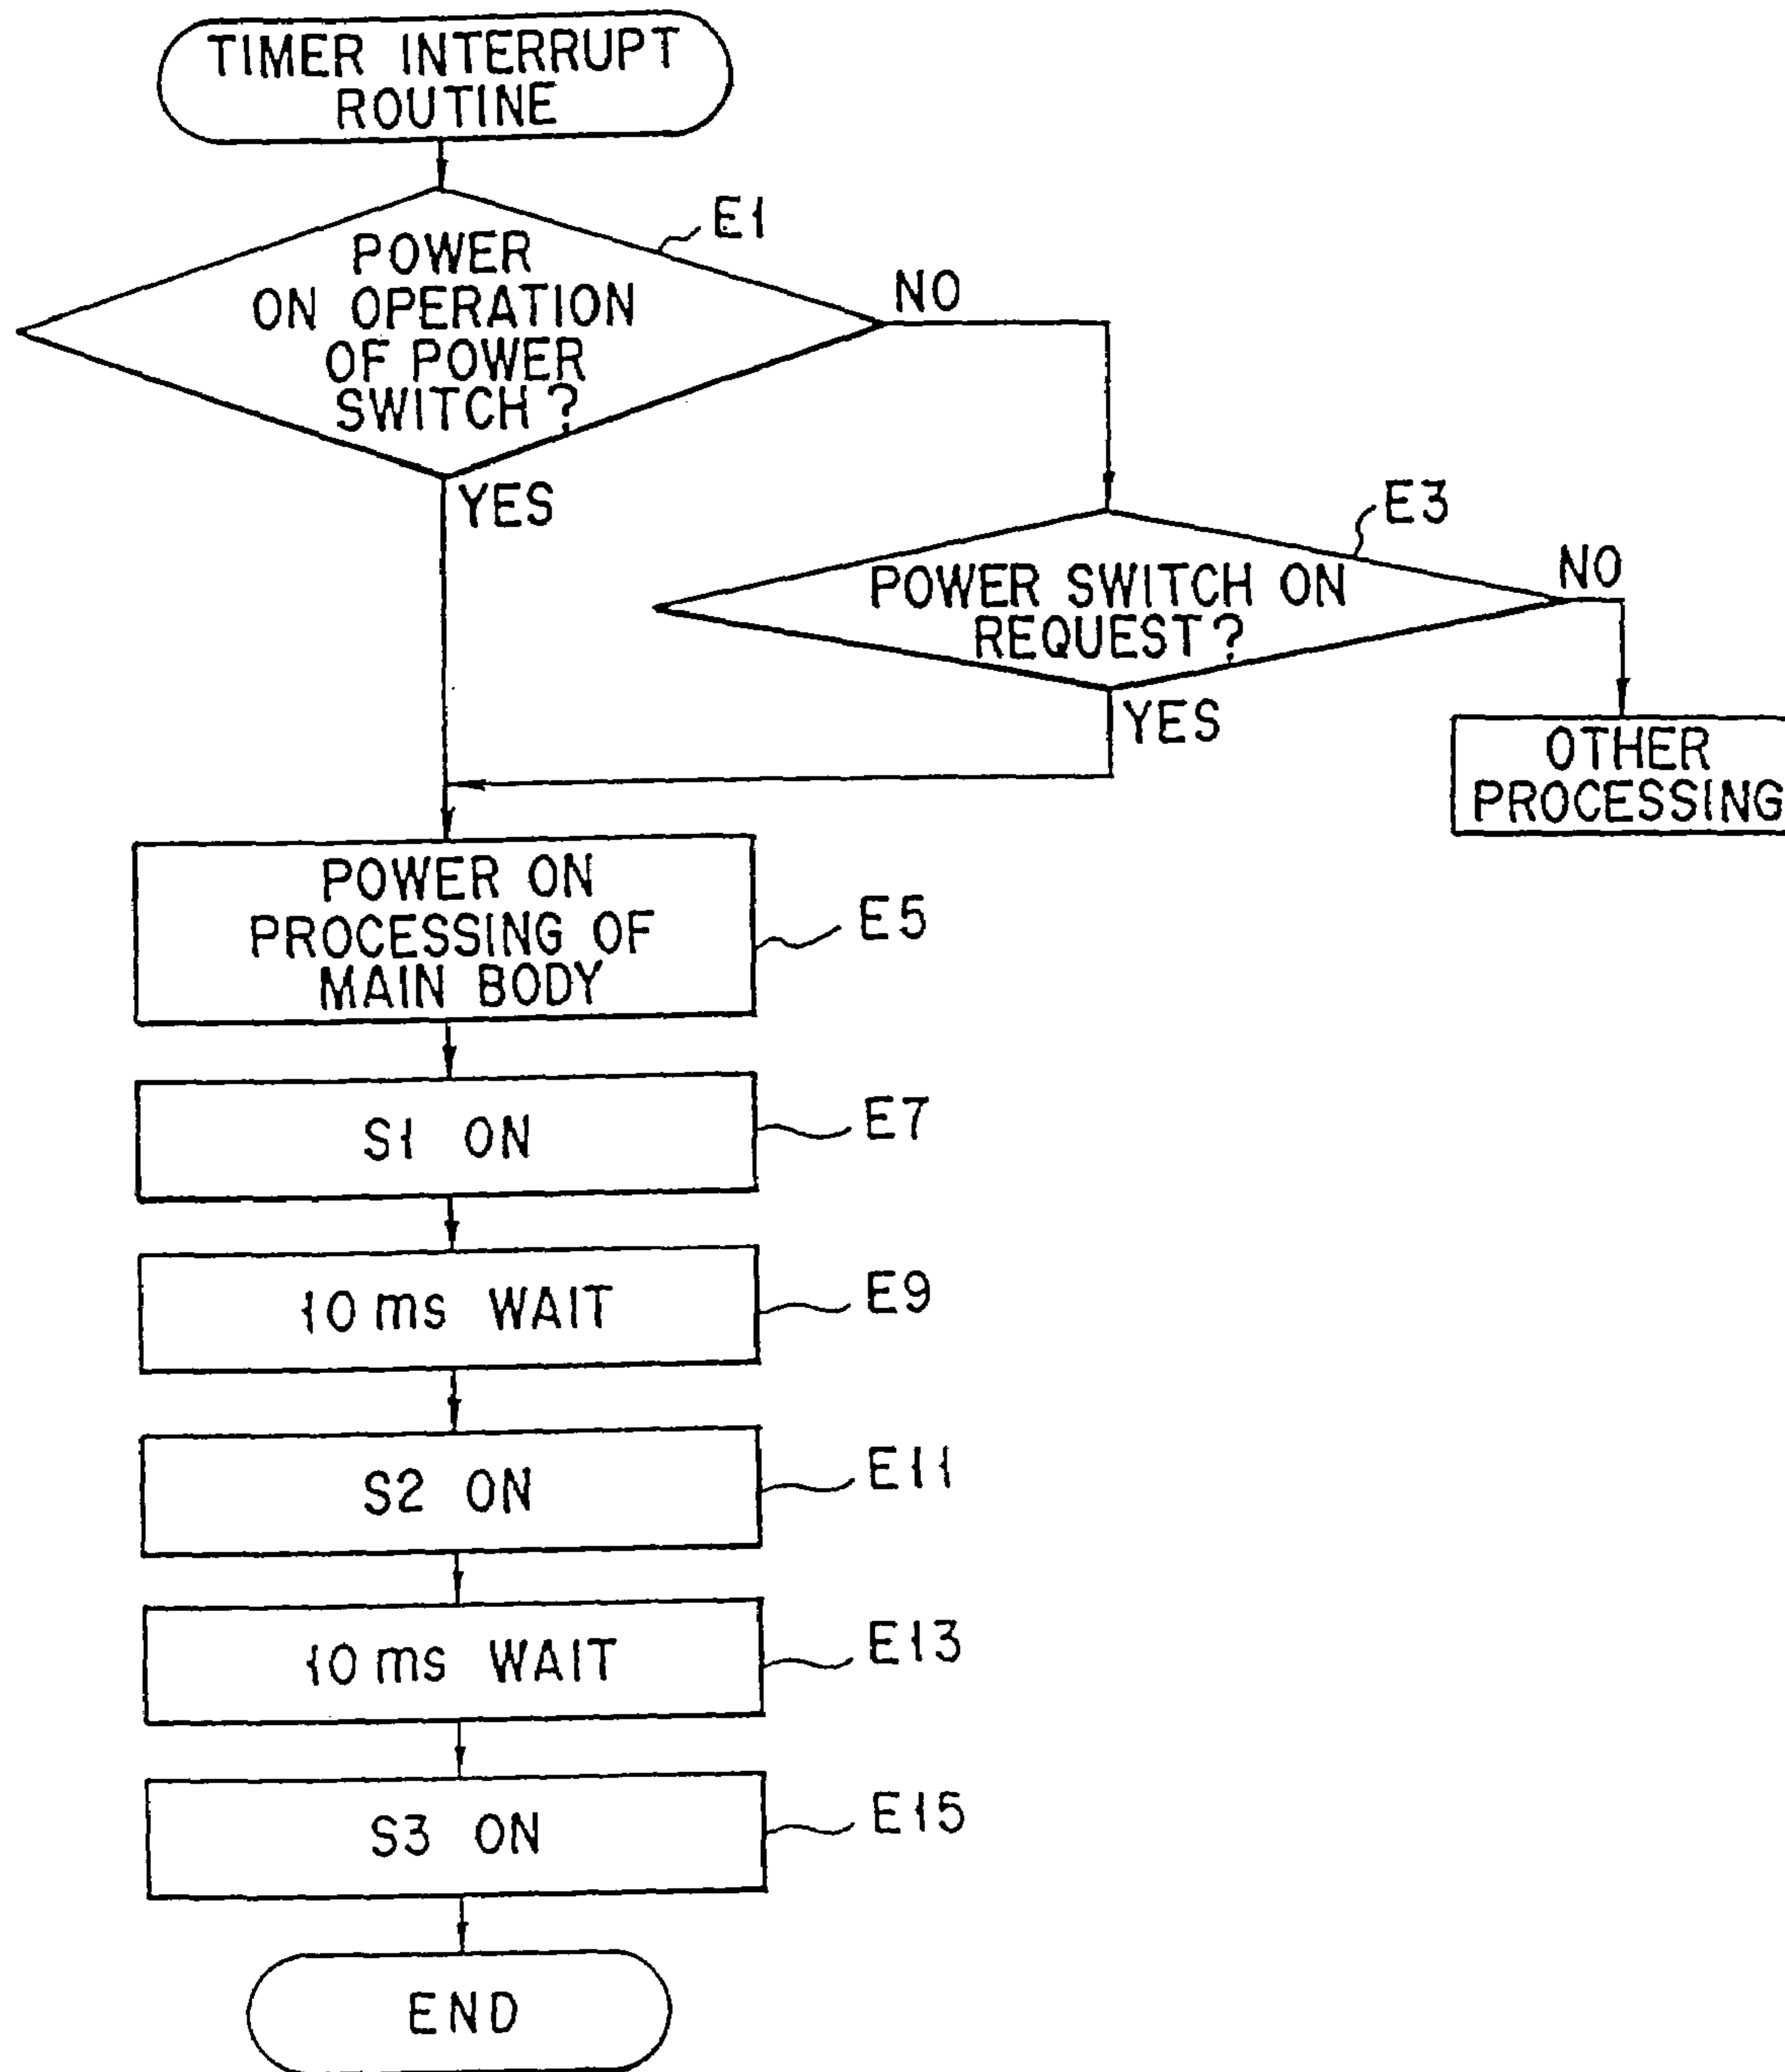 TIMER INTERRUPT
ROUTINE
E1
POWER
ON OPERATION
OF POWER
SWITCH?
NO
YES
E3
POWER SWITCH ON
REQUEST?
NO
YES
OTHER
PROCESSING
POWER ON
PROCESSING OF
MAIN BODY
E5
S1 ON
E7
10 ms WAIT
E9
S2 ON
E11
10 ms WAIT
E13
S3 ON
E15
END